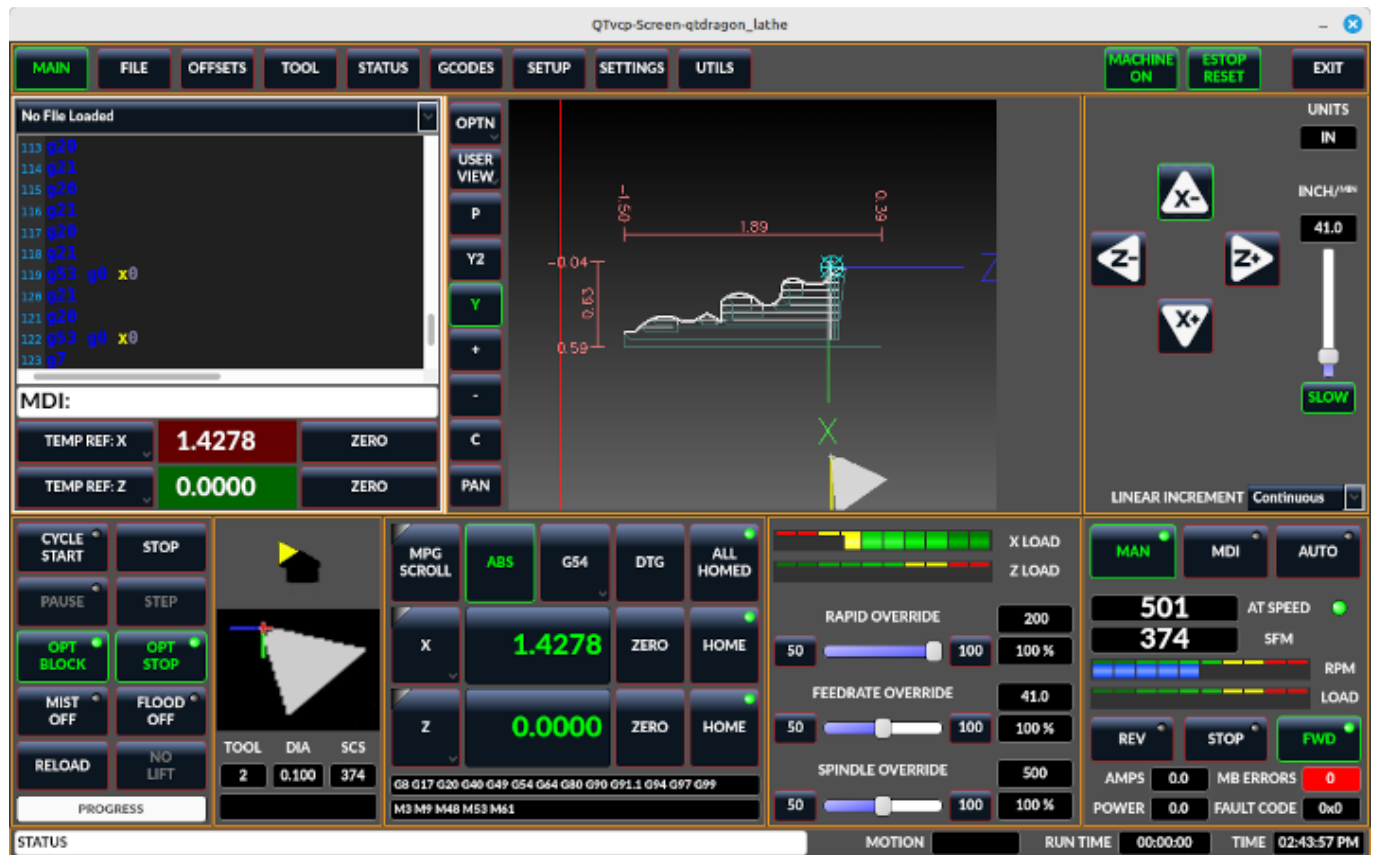 QTvcp-Screen-qtdragon_lathe
MAIN FILE OFFSETS TOOL STATUS GCODES SETUP SETTINGS UTILS MACHINE ON ESTOP RESET EXIT
No File Loaded
113 g20
114 g21
115 g20
116 g21
117 g20
118 g21
119 g53 g0 x0
120 g21
121 g20
122 g53 g0 x0
123 g7
MDI:
TEMP REF: X 1.4278 ZERO
TEMP REF: Z 0.0000 ZERO
OPTN
USER VIEW
P
Y2
Y
+
-
C
PAN
-1.50
0.39
1.89
-0.04
0.63
0.59
Z
X
UNITS
IN
INCH/MIN
41.0
X-
Z-
Z+
X+
SLOW
LINEAR INCREMENT Continuous
CYCLE START STOP
PAUSE STEP
OPT BLOCK OPT STOP
MIST OFF FLOOD OFF
RELOAD NO LIFT
PROGRESS
TOOL DIA SCS
2 0.100 374
MPG SCROLL ABS G54 DTG ALL HOMED
X 1.4278 ZERO HOME
Z 0.0000 ZERO HOME
G8 G17 G20 G40 G49 G54 G64 G80 G90 G91.1 G94 G97 G99
M3 M9 M48 M53 M61
X LOAD
Z LOAD
RAPID OVERRIDE 200
50 100 100 %
FEEDRATE OVERRIDE 41.0
50 100 100 %
SPINDLE OVERRIDE 500
50 100 100 %
MAN MDI AUTO
501 AT SPEED
374 SFM
RPM
LOAD
REV STOP FWD
AMPS 0.0 MB ERRORS 0
POWER 0.0 FAULT CODE 0x0
STATUS MOTION RUN TIME 00:00:00 TIME 02:43:57 PM